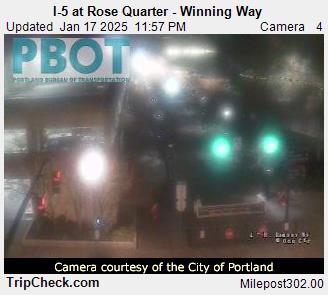 I-5 at Rose Quarter - Winning Way
Updated Jan 17 2025 11:57 PM Camera 4
PBOT
PORTLAND BUREAU OF TRANSPORTATION
Camera courtesy of the City of Portland
TripCheck.com Milepost302.00